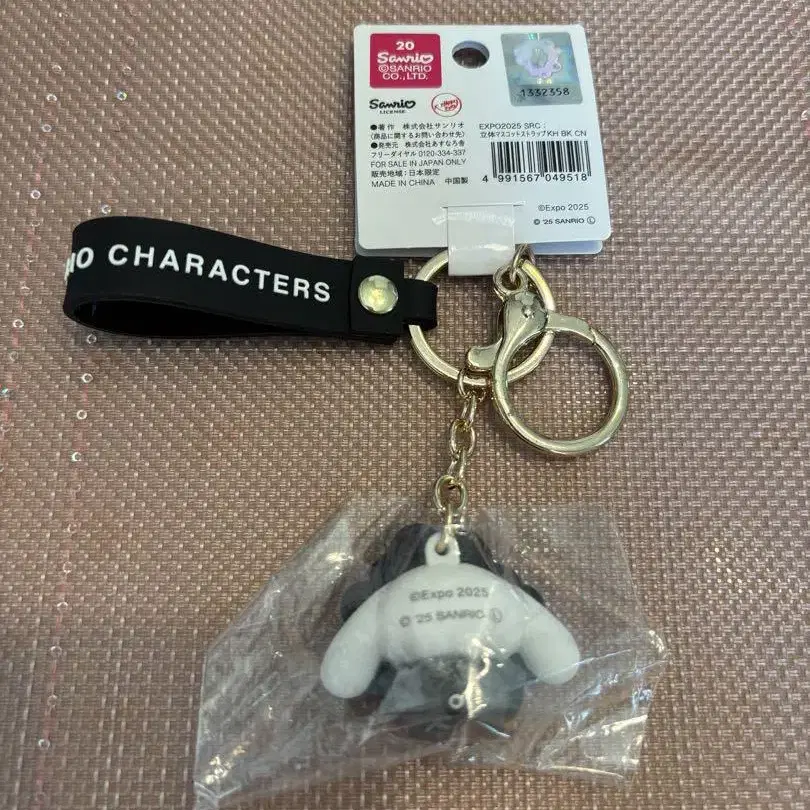 20
Sanrio
©SANRIO
CO.,LTD.
1332358
Sanrio
LICENSE
●著作 株式会社サンリオ
(商品に関するお問い合わせ先)
●発売元 株式会社あすなろ舎
フリーダイヤル 0120-334-337
FOR SALE IN JAPAN ONLY
販売地域:日本限定
MADE IN CHINA 中国製
EXPO2025 SRC :
立体マスコットストラップKH BK CN
4 991567 049518
©Expo 2025
© '25 SANRIO Ⓛ
CHARACTERS
©Expo 2025
© '25 SANRIO Ⓛ